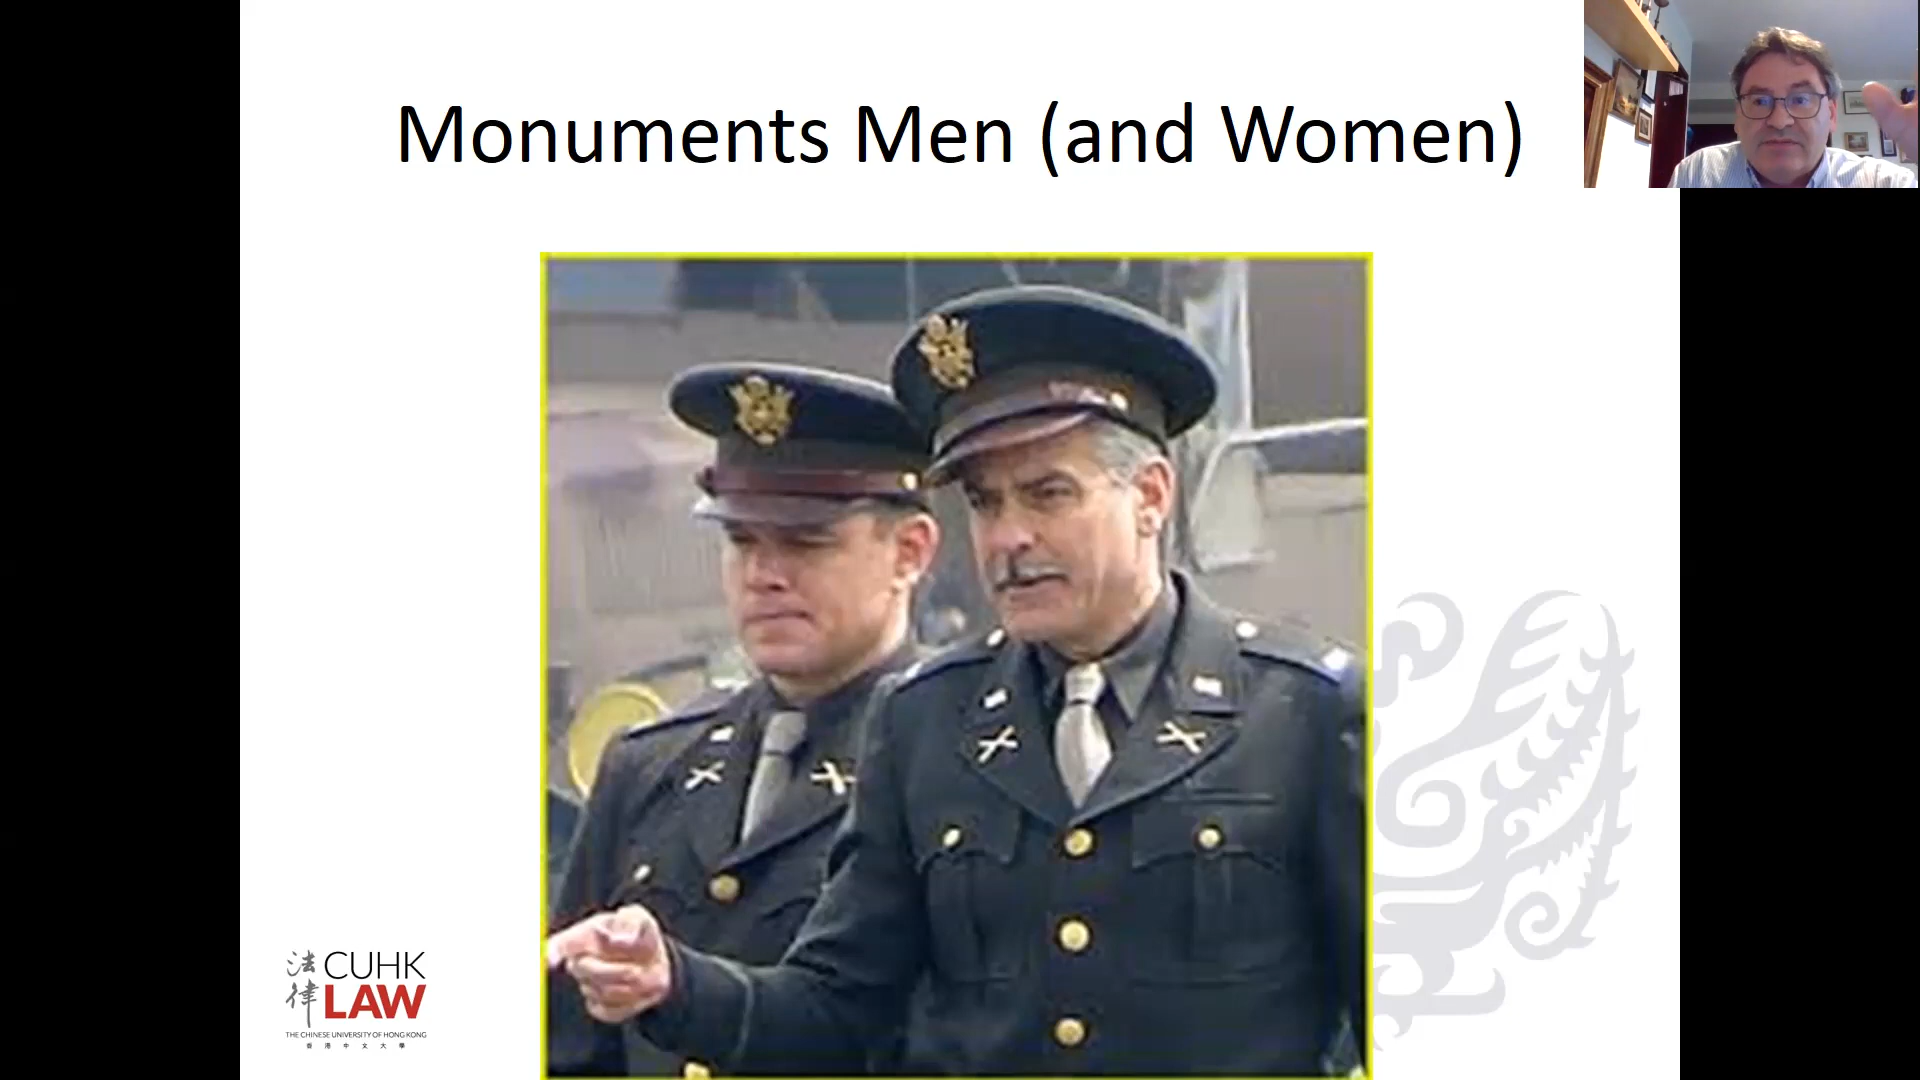 Monuments Men (and Women)
法律 CUHK
LAW
THE CHINESE UNIVERSITY OF HONG KONG
香港中文大學